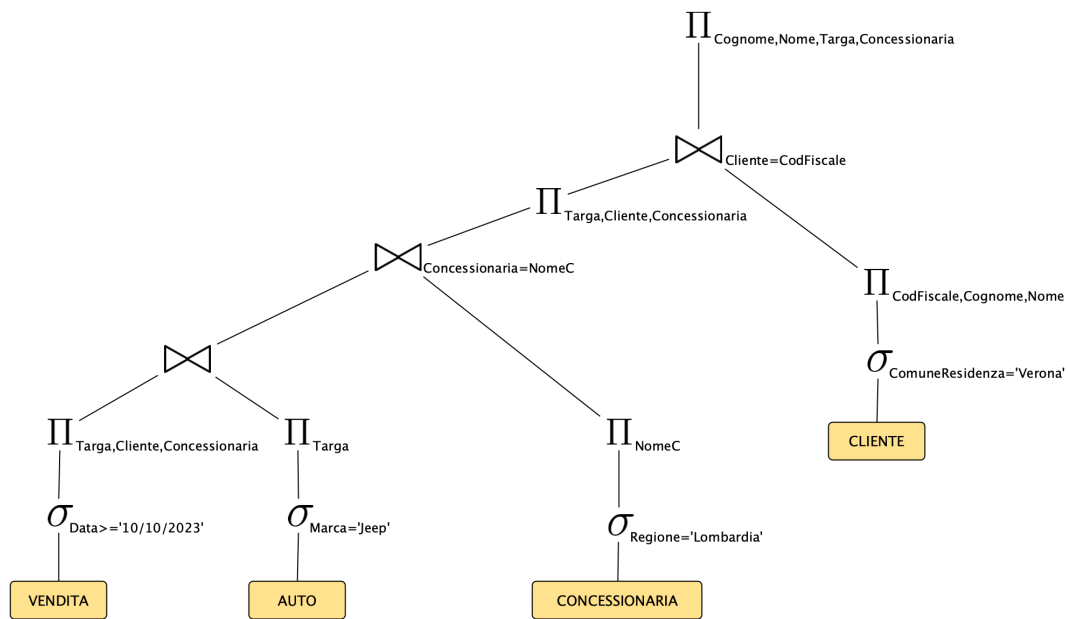 Π Cognome,Nome,Targa,Concessionaria
Cliente=CodFiscale
Π Targa,Cliente,Concessionaria
Concessionaria=NomeC
Π CodFiscale,Cognome,Nome
σ ComuneResidenza='Verona'
CLIENTE
Π Targa,Cliente,Concessionaria
Π Targa
Π NomeC
σ Data>='10/10/2023'
σ Marca='Jeep'
σ Regione='Lombardia'
VENDITA
AUTO
CONCESSIONARIA